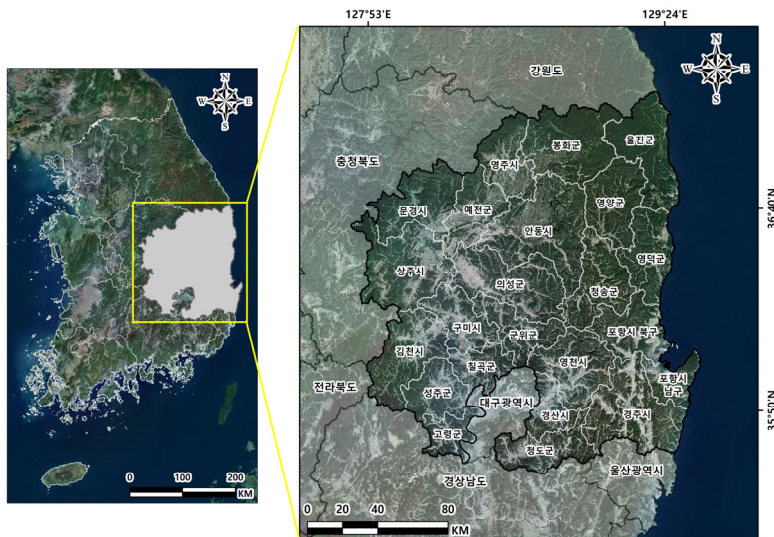 127°53'E
129°24'E
N
W E
S
N
W E
S
강원도
울진군
봉화군
충청북도
영주시
영양군
36°40'
문경시
예천군
안동시
영덕군
상주시
의성군
청송군
구미시
군위군
포항시 북구
김천시
칠곡군
영천시
포항시
남구
전라북도
성주군
대구광역시
경산시
경주시
35°50'
고령군
청도군
경상남도
울산광역시
0 100 200
KM
0 20 40 80
KM